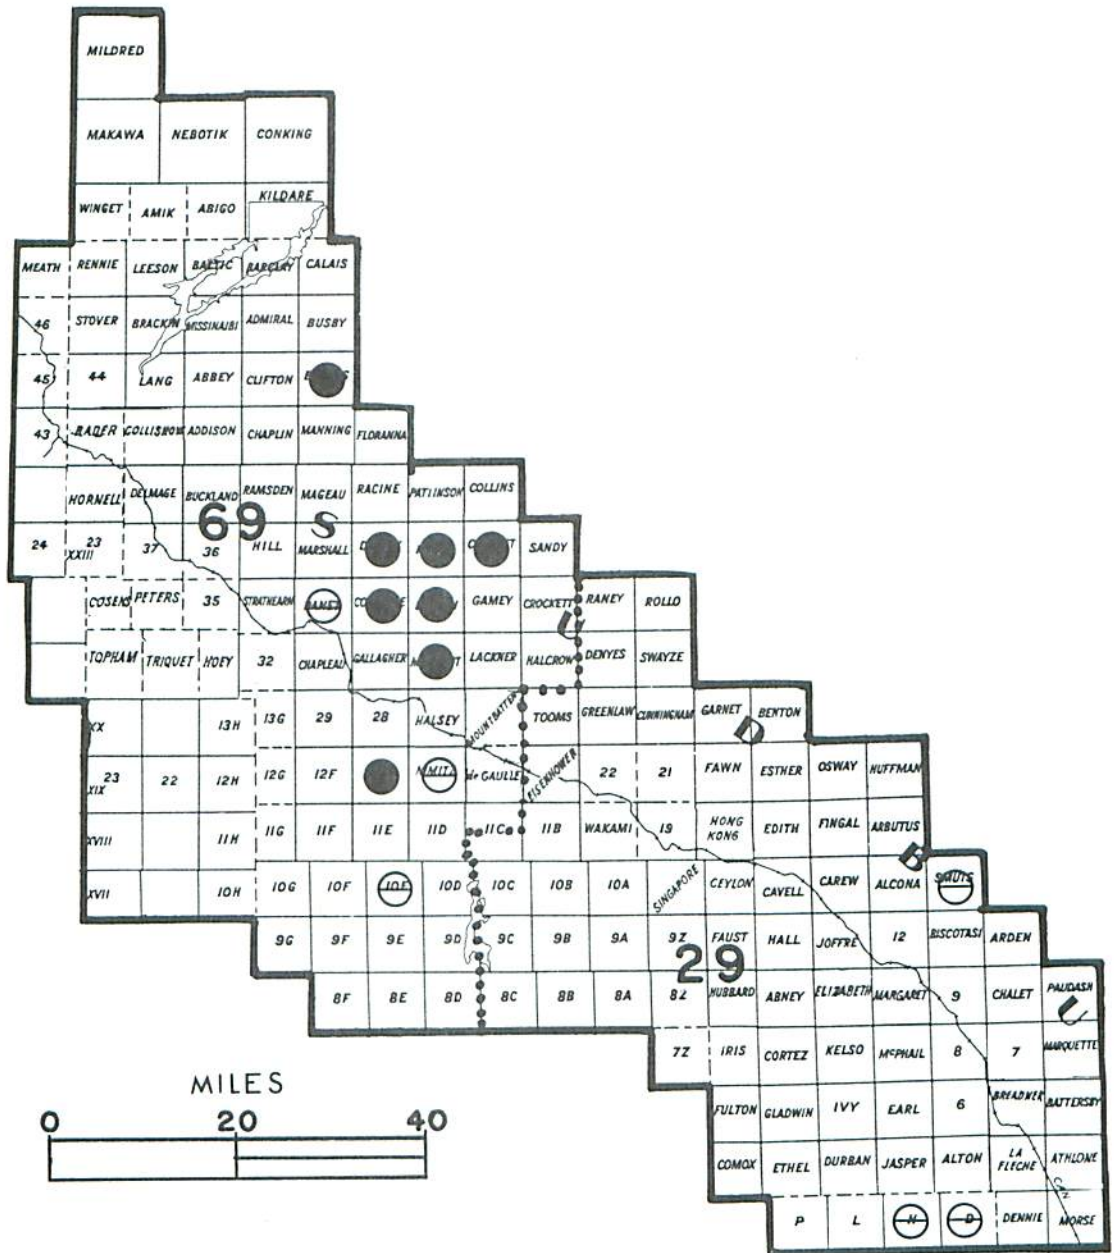 MILDRED
MAKAWA NEBOTIK CONKING
KILDARE
WINGET AMIK ABIGO
MEATH RENNIE LEESON BALTIC BARCLAY CALAIS
46 STOVER BRACKIN MISSINAIBI ADMIRAL BUSBY
45 44 LANG ABBEY CLIFTON
43 RADER COLLISHOW ADDISON CHAPLIN MANNING FLORANNA
HORNELL DELMAGE BUCKLAND RAMSDEN MAGEAU RACINE PATTINSON COLLINS
69 S
24 23 XXIII 37 36 HILL MARSHALL SANDY
COSENS PETERS 35 STRATHEARN GAMEY CROCKETT RANEY ROLLO
U
TOPHAM TRIQUET HOEY 32 CHAPLEAU GALLAGHER LACKNER HALCROW DENYES SWAYZE
XX 13H 13G 29 28 HALSEY MOUNTBATTEN TOOMS GREENLAW CUNNINGHAM GARNET BENTON
D
23 XIX 22 12H 12G 12F NIMITZ de GAULLE EISENHOWER 22 21 FAWN ESTHER OSWAY HUFFMAN
XVIII 11H 11G 11F 11E 11D 11C 11B WAKAMI 19 HONG KONG EDITH FINGAL ARBUTUS
B
XVII 10H 10G 10F 10E 10D 10C 10B 10A SINGAPORE CEYLON CAVELL CAREW ALCONA SMUTS
9G 9F 9E 9D 9C 9B 9A 9Z FAUST HALL JOFFRE 12 BISCOTASI ARDEN
29
8F 8E 8D 8C 8B 8A 8Z HUBBARD ABNEY ELIZABETH MARGARET 9 CHALET PAUDASH
U
7Z IRIS CORTEZ KELSO McPHAIL 8 7 MARQUETTE
FULTON GLADWIN IVY EARL 6 BREADNER BATTERSBY
COMOX ETHEL DURBAN JASPER ALTON LA FLECHE ATHLONE
CAN
P L N D DENNIE MORSE
MILES
0 20 40